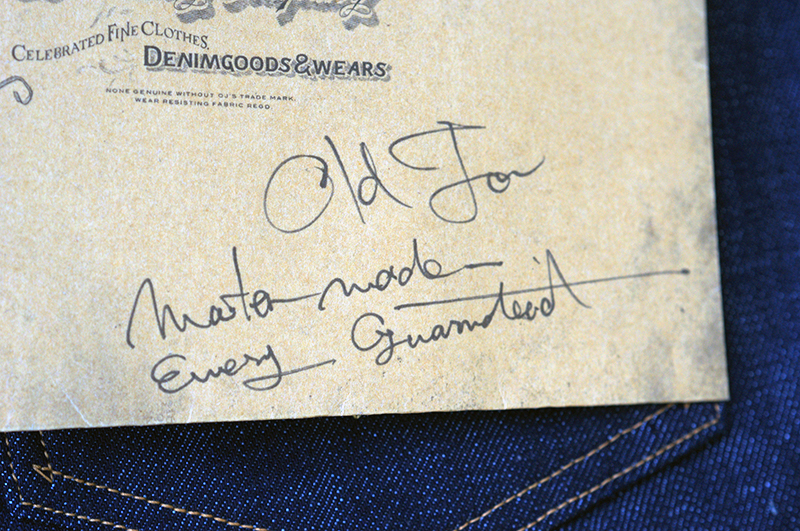 CELEBRATED FINE CLOTHES,
DENIMGOODS&WEARS
NONE GENUINE WITHOUT OJ'S TRADE MARK.
WEAR RESISTING FABRIC REGD
Old Joe
Master made
Every Guaranteed